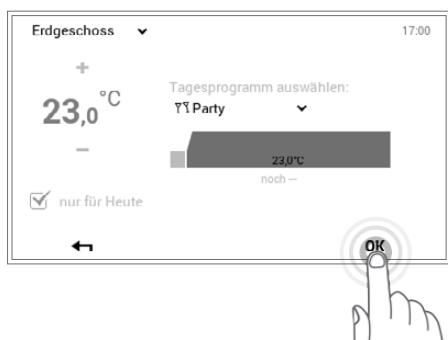 Erdgeschoss
17:00
+
23,0 °C
−
Tagesprogramm auswählen:
Party
23,0°C
noch --
nur für Heute
OK